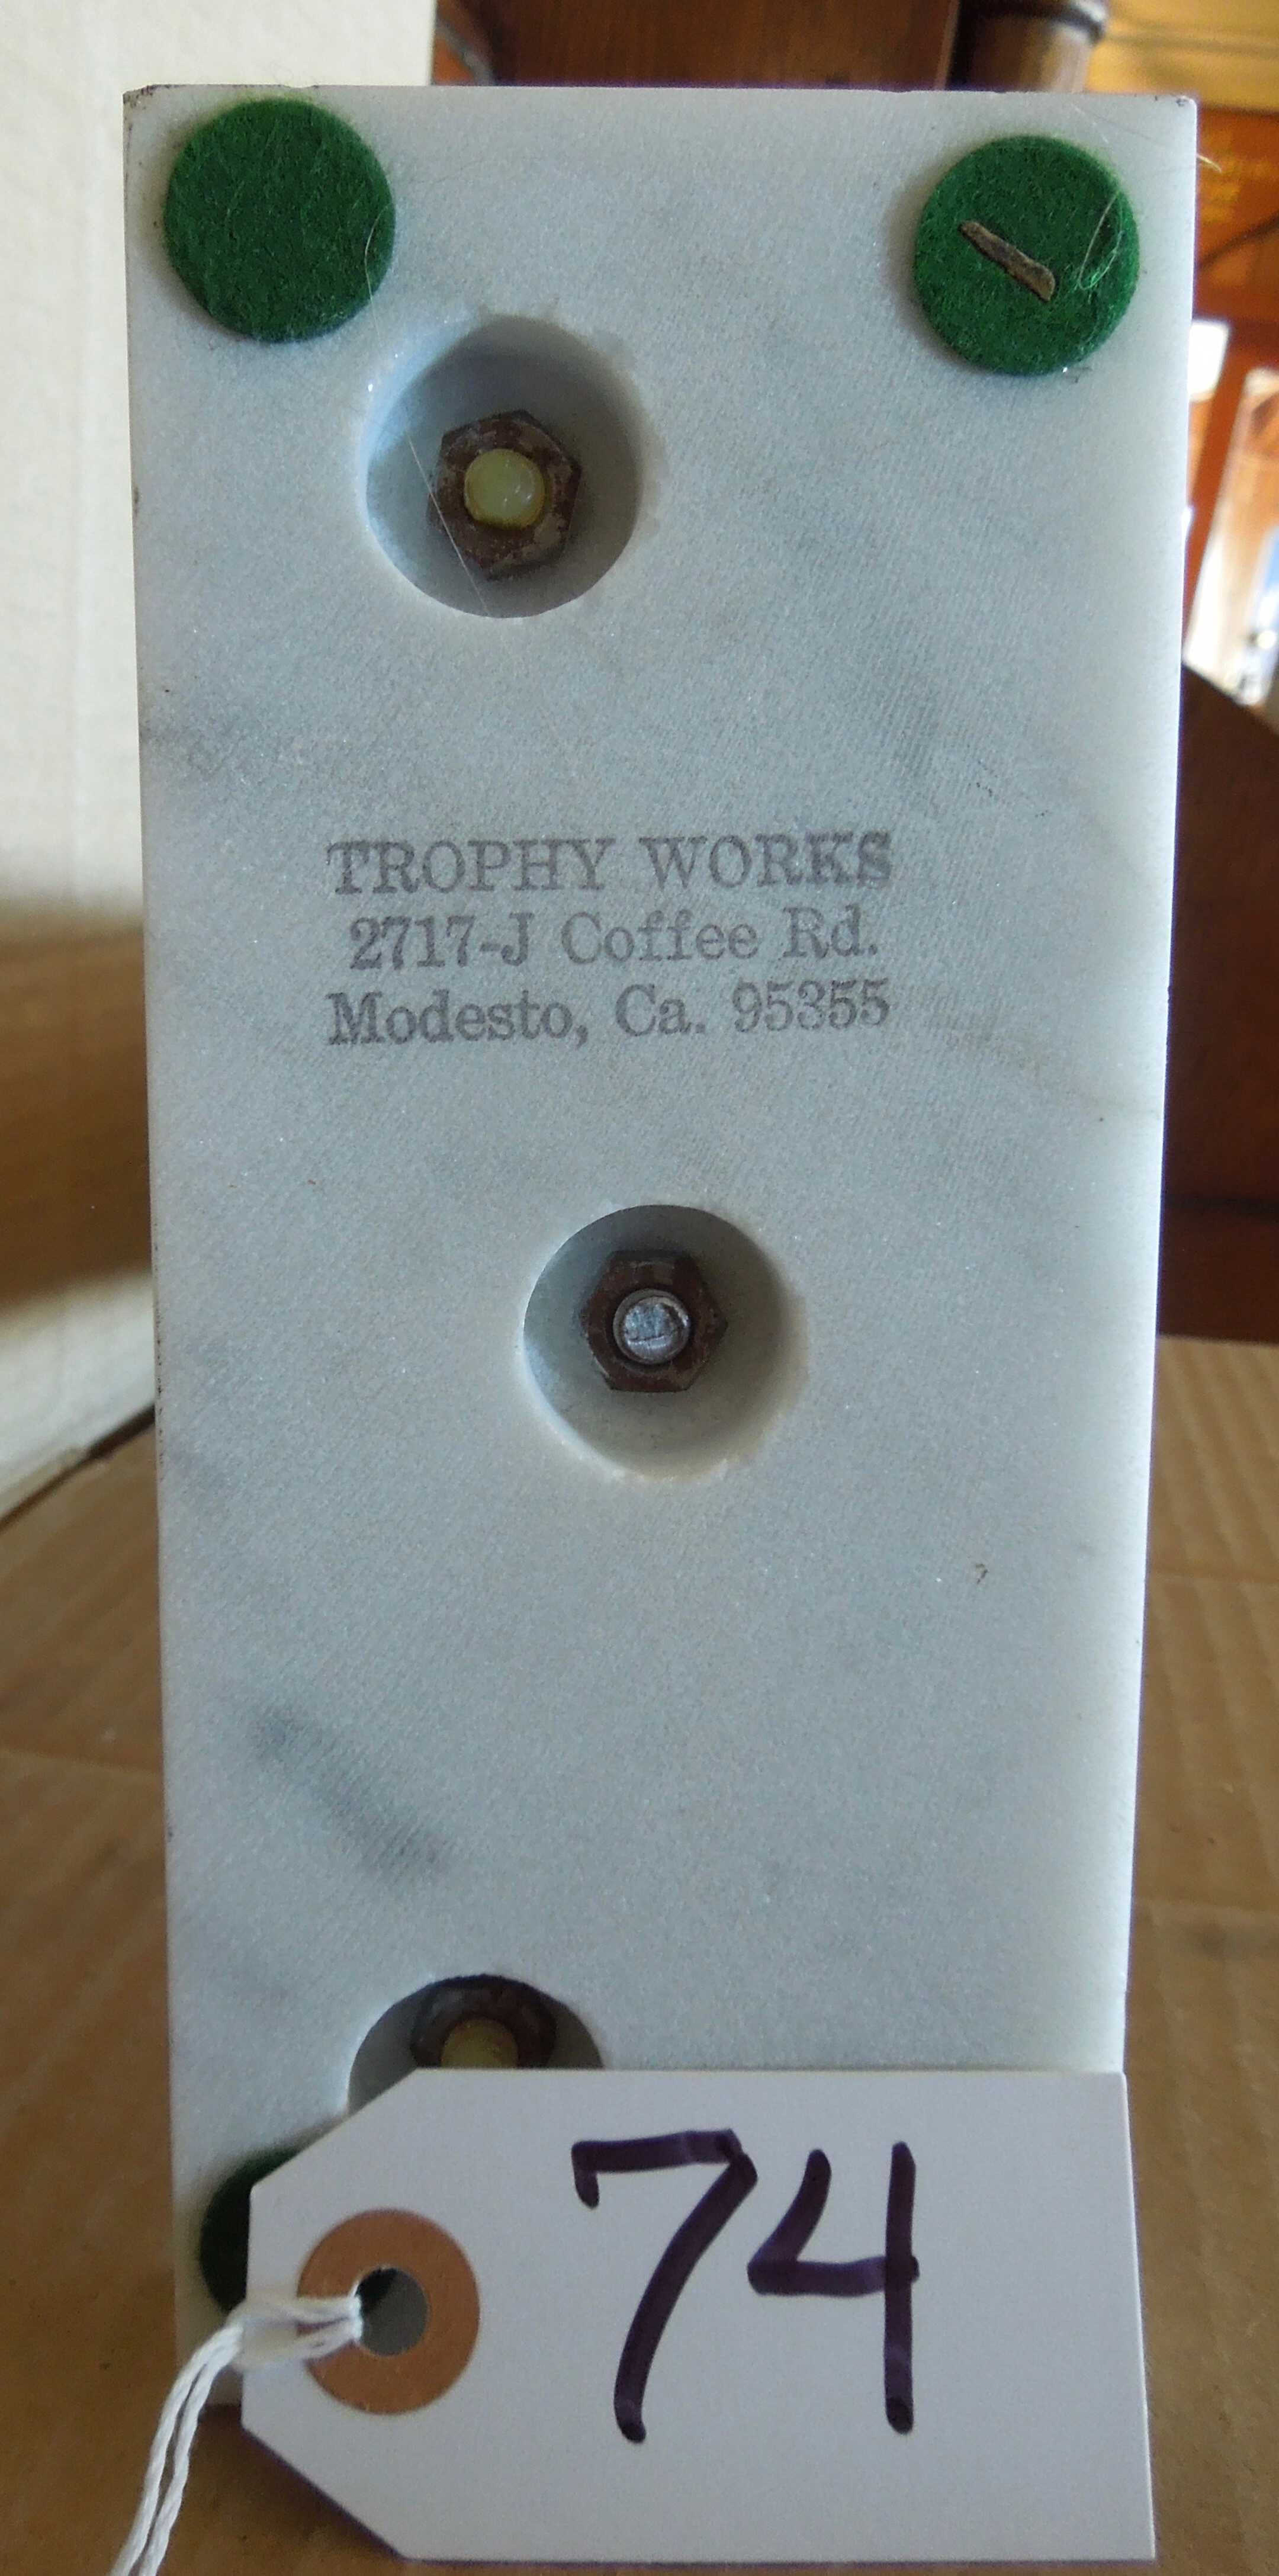 TROPHY WORKS
2717-J Coffee Rd.
Modesto, Ca. 95355
74